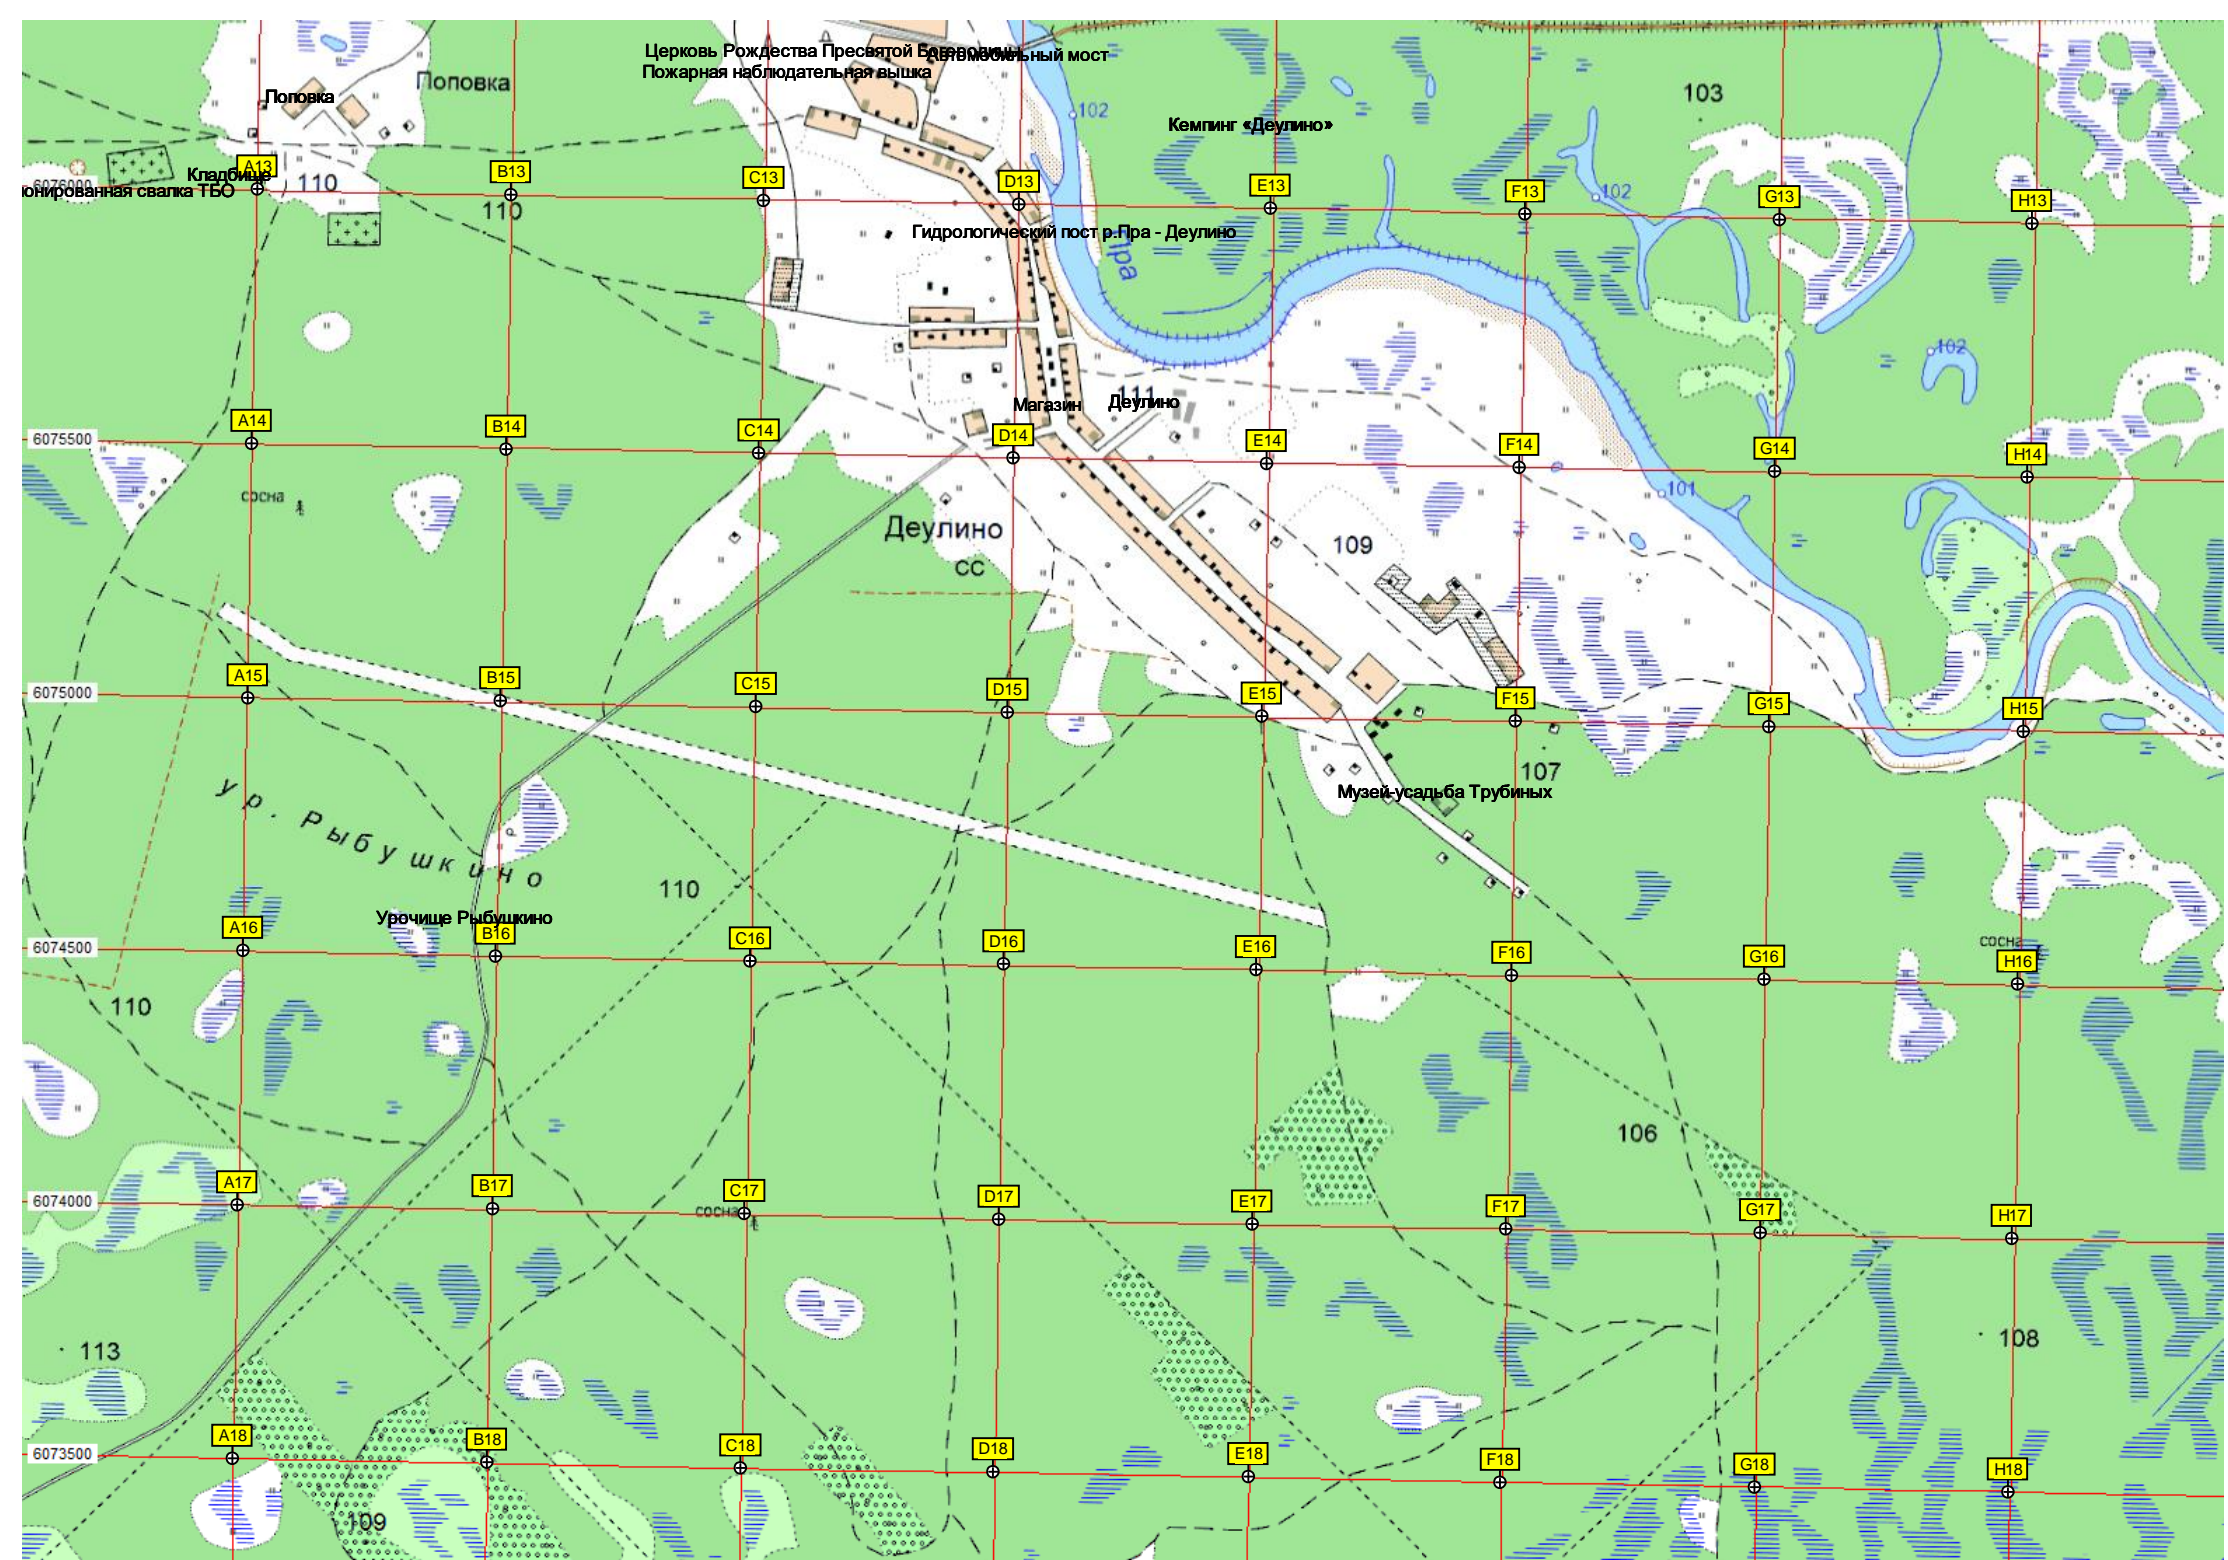 Церковь Рождества Пресвятой Богородицы
Автомобильный мост
Пожарная наблюдательная вышка
Поповка
Поповка
103
102
Кемпинг «Деулино»
A13
B13
C13
D13
E13
F13
G13
H13
Кладбище
6076000
ионированная свалка ТБО
110
110
102
Гидрологический пост р.Пра - Деулино
Пра
102
111
Магазин
Деулино
A14
B14
C14
D14
E14
F14
G14
H14
6075500
сосна
101
Деулино
109
СС
A15
B15
C15
D15
E15
F15
G15
H15
6075000
107
Музей-усадьба Трубиных
ур. Рыбушкино
110
Урочище Рыбушкино
A16
B16
C16
D16
E16
F16
G16
H16
6074500
сосна
110
106
A17
B17
C17
D17
E17
F17
G17
H17
6074000
сосна
113
108
A18
B18
C18
D18
E18
F18
G18
H18
6073500
109